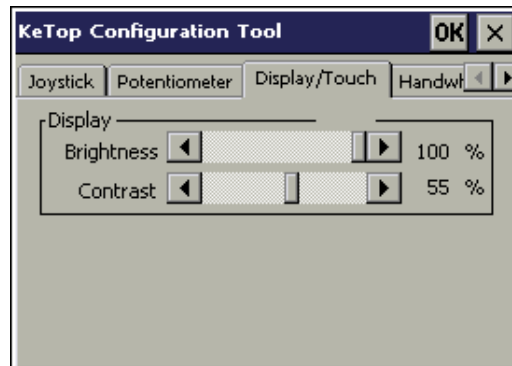 KeTop Configuration Tool OK
Joystick Potentiometer Display/Touch
Display
Brightness 100 %
Contrast 55 %